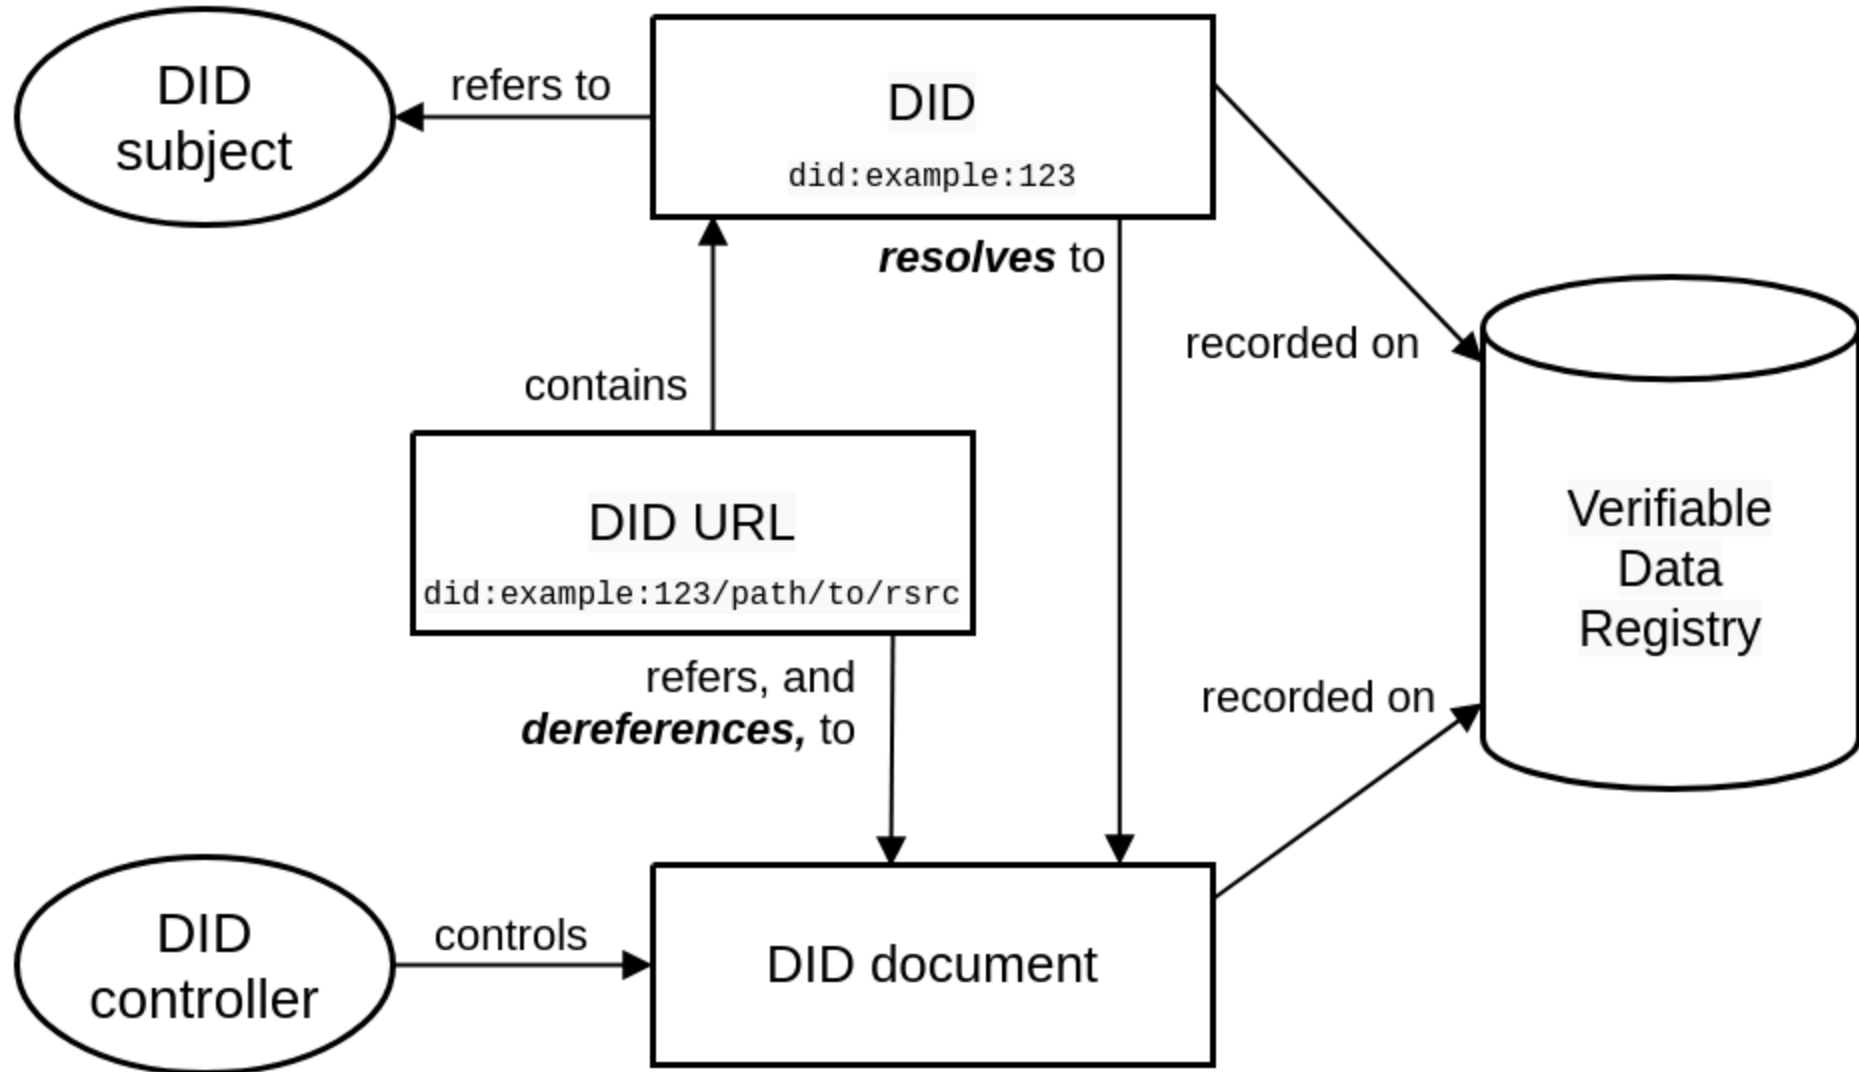 DID
subject
refers to
DID
did:example:123
resolves to
recorded on
contains
DID URL
did:example:123/path/to/rsrc
Verifiable
Data
Registry
refers, and
dereferences, to
recorded on
DID
controller
controls
DID document